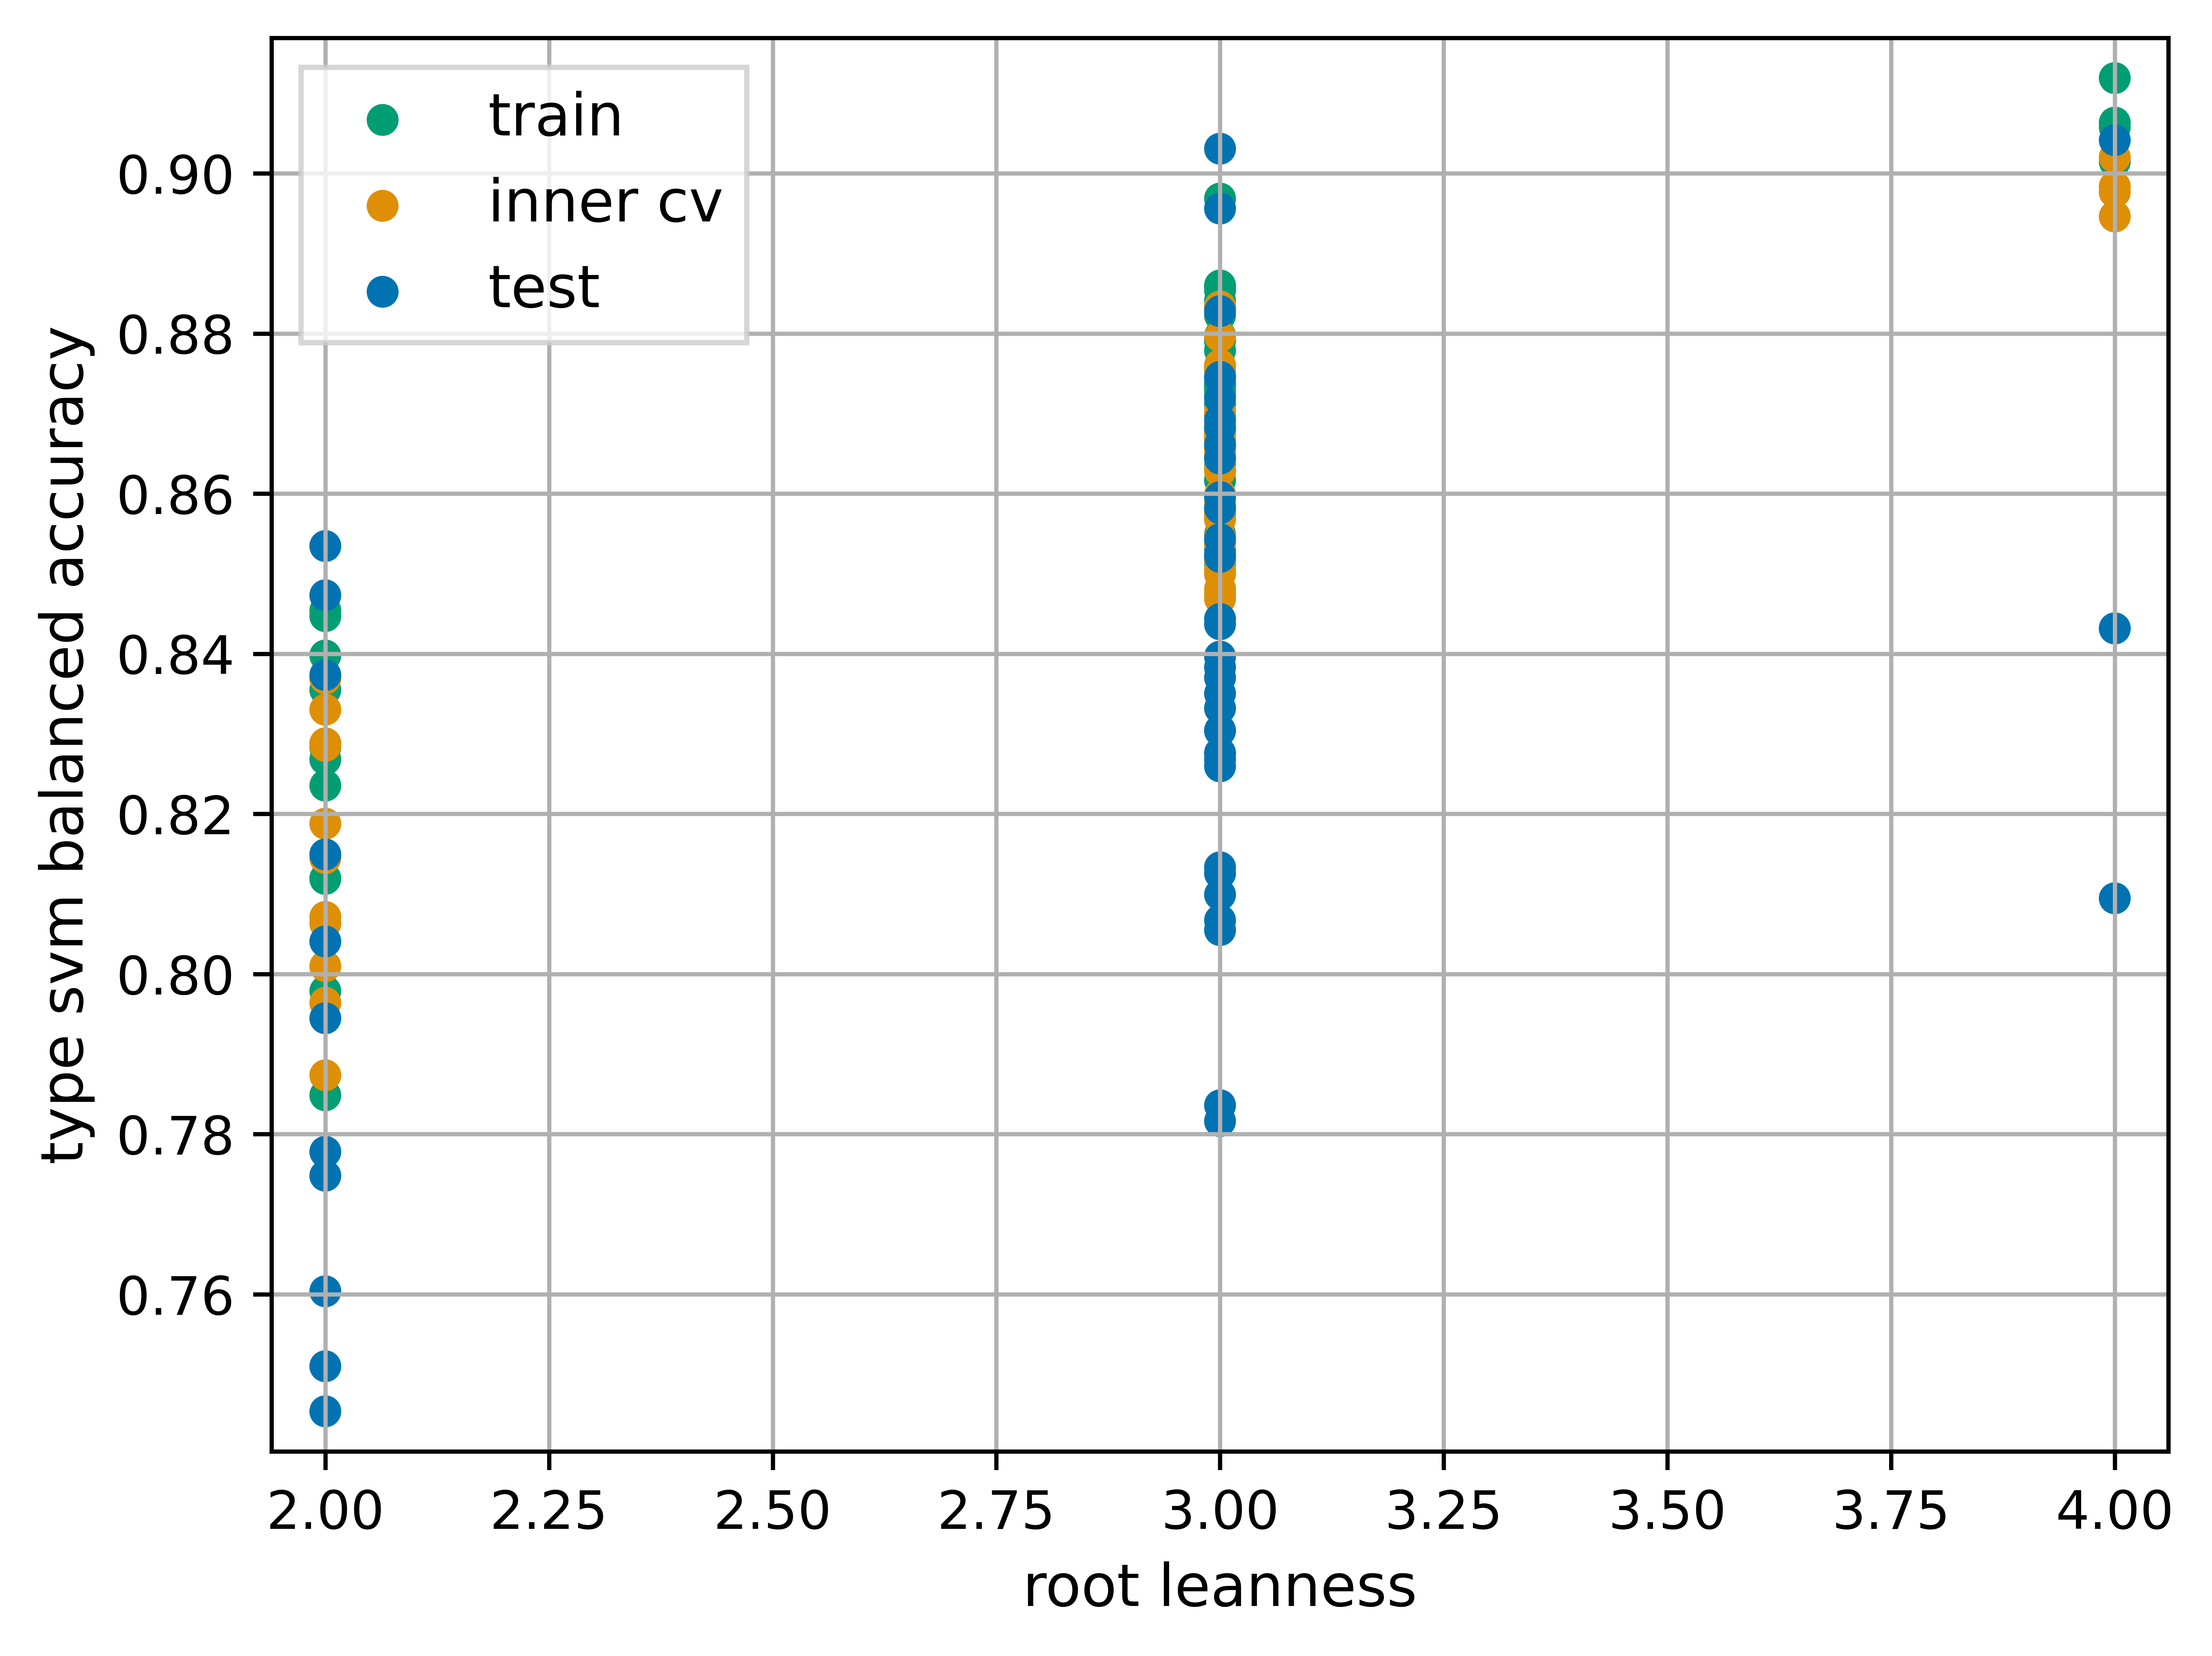 train
inner cv
test
0.90
0.88
0.86
0.84
0.82
0.80
0.78
0.76
type svm balanced accuracy
2.00 2.25 2.50 2.75 3.00 3.25 3.50 3.75 4.00
root leanness